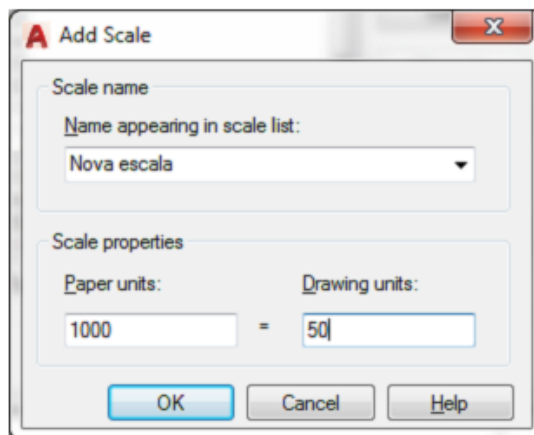 Add Scale
Scale name
Name appearing in scale list:
Nova escala
Scale properties
Paper units: Drawing units:
1000 = 50
OK Cancel Help